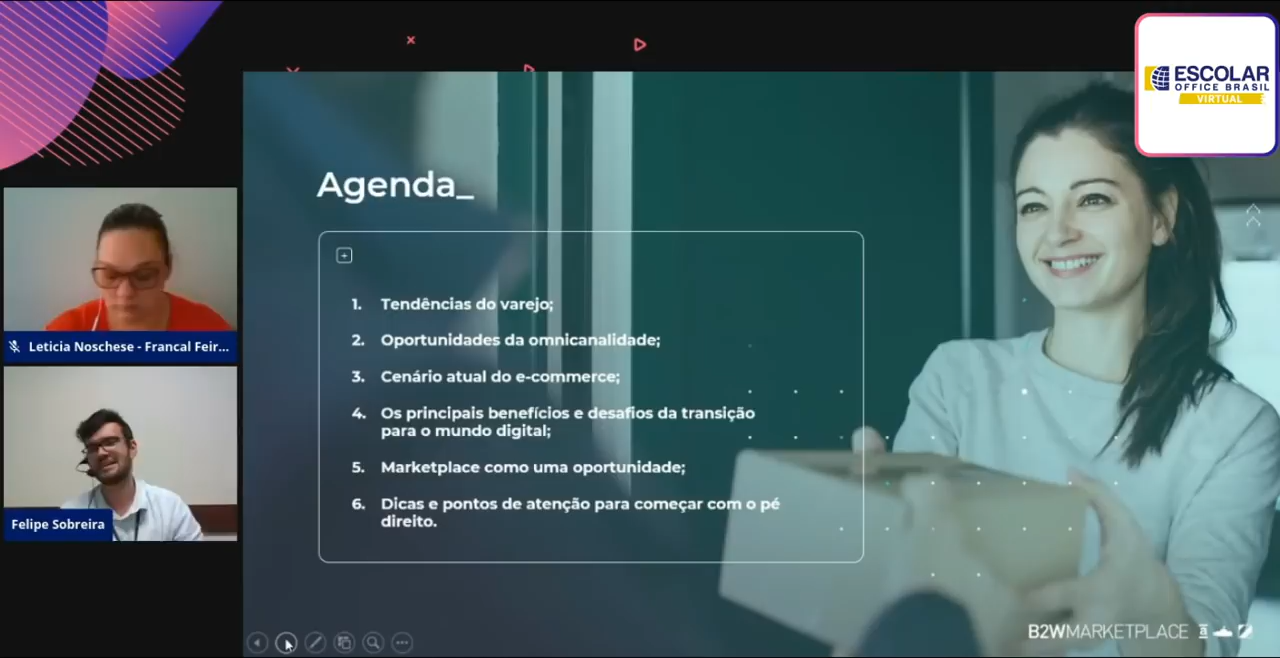 ESCOLAR
OFFICE BRASIL
VIRTUAL
Agenda_
1. Tendências do varejo;
2. Oportunidades da omnicanalidade;
3. Cenário atual do e-commerce;
4. Os principais benefícios e desafios da transição
para o mundo digital;
5. Marketplace como uma oportunidade;
6. Dicas e pontos de atenção para começar com o pé
direito.
Leticia Noschese - Francal Feir...
Felipe Sobreira
B2WMARKETPLACE